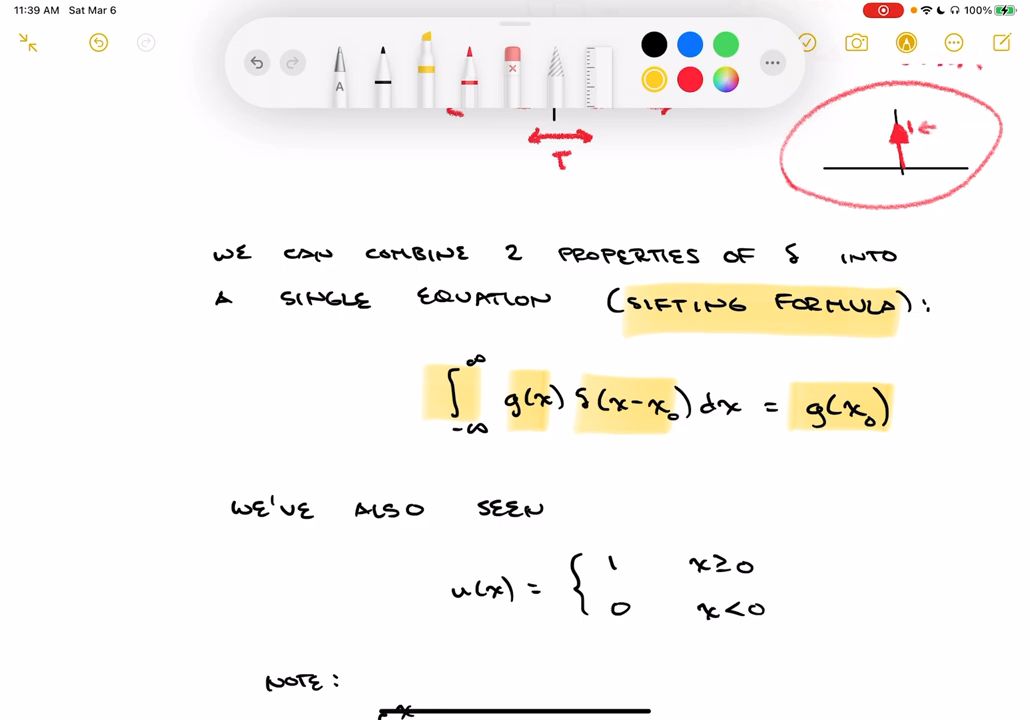 11:39 AM Sat Mar 6
100%
A
T
1
WE CAN COMBINE 2 PROPERTIES OF δ INTO
A SINGLE EQUATION (SIFTING FORMULA):
∫_{-∞}^{∞} g(x) δ(x-x₀) dx = g(x₀)
WE'VE ALSO SEEN
u(x) = { 1 x≥0
0 x<0
NOTE:
x